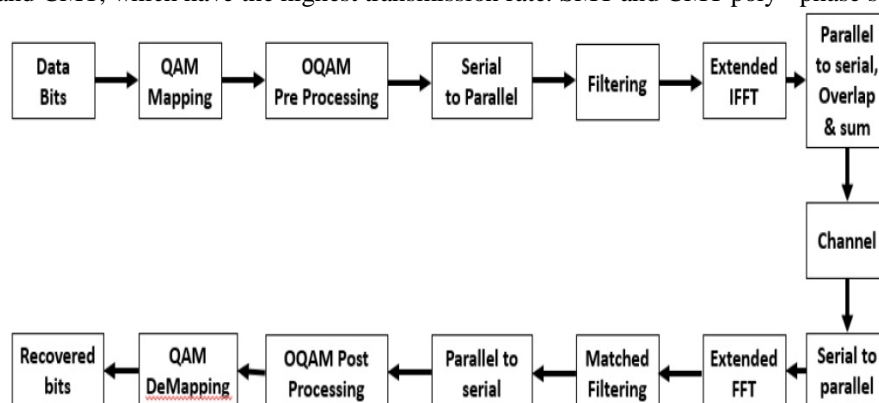 and CMT, which have the highest transmission rate. SMT and CMT poly - phase
Data
Bits
QAM
Mapping
OQAM
Pre Processing
Serial
to Parallel
Filtering
Extended
IFFT
Parallel
to serial,
Overlap
& sum
Channel
Serial to
parallel
Extended
FFT
Matched
Filtering
Parallel to
serial
OQAM Post
Processing
QAM
DeMapping
Recovered
bits